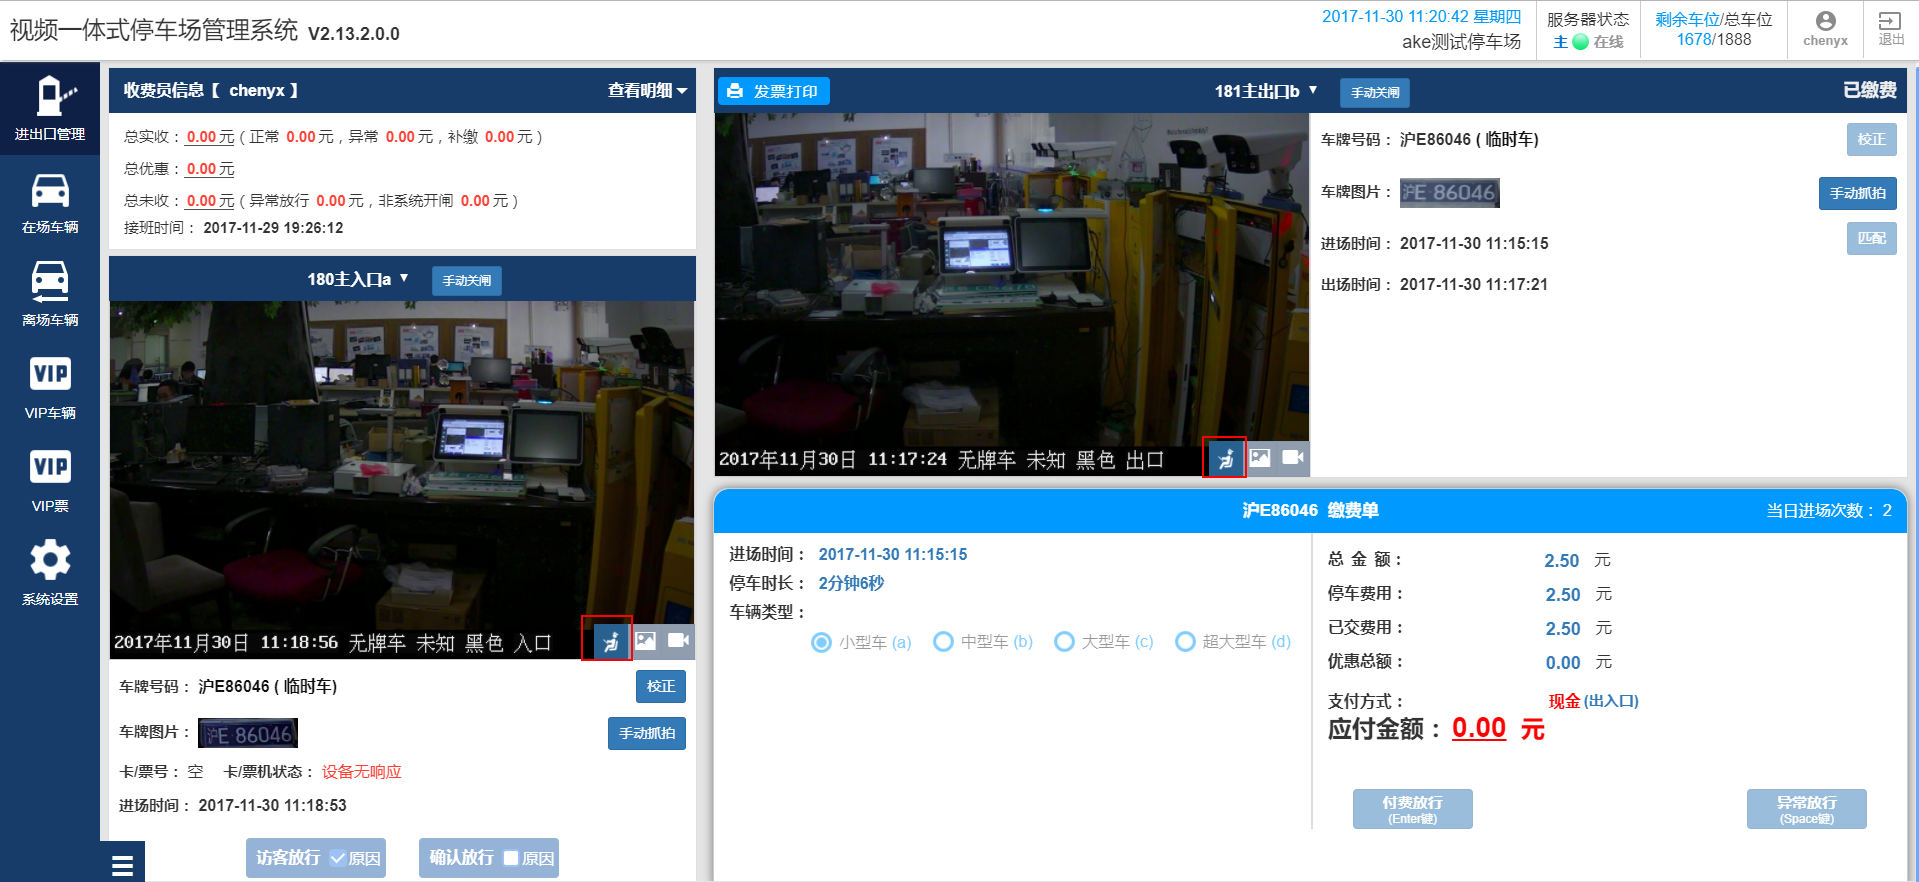 视频一体式停车场管理系统 V2.13.2.0.0
2017-11-30 11:20:42 星期四
ake测试停车场
服务器状态
主 在线
剩余车位/总车位
1678/1888
chenyx
退出
进出口管理
在场车辆
离场车辆
VIP
VIP车辆
VIP
VIP票
系统设置
收费员信息【 chenyx 】
查看明细
总实收： 0.00 元 ( 正常 0.00 元 , 异常 0.00 元 , 补缴 0.00 元 )
总优惠： 0.00 元
总未收： 0.00 元 ( 异常放行 0.00 元 , 非系统开闸 0.00 元 )
接班时间： 2017-11-29 19:26:12
180主入口a ▼
手动关闸
2017年11月30日 11:18:56 无牌车 未知 黑色 入口
车牌号码： 沪E86046 ( 临时车)
校正
车牌图片： 沪E 86046
手动抓拍
卡/票号： 空 卡/票机状态： 设备无响应
进场时间： 2017-11-30 11:18:53
访客放行 原因
确认放行 原因
发票打印
181主出口b ▼
手动关闸
已缴费
2017年11月30日 11:17:24 无牌车 未知 黑色 出口
车牌号码： 沪E86046 ( 临时车)
校正
车牌图片： 沪E 86046
手动抓拍
进场时间： 2017-11-30 11:15:15
匹配
出场时间： 2017-11-30 11:17:21
沪E86046 缴费单
当日进场次数： 2
进场时间： 2017-11-30 11:15:15
停车时长： 2分钟6秒
车辆类型：
小型车 (a) 中型车 (b) 大型车 (c) 超大型车 (d)
总 金 额： 2.50 元
停车费用： 2.50 元
已交费用： 2.50 元
优惠总额： 0.00 元
支付方式： 现金 (出入口)
应付金额： 0.00 元
付费放行
(Enter键)
异常放行
(Space键)